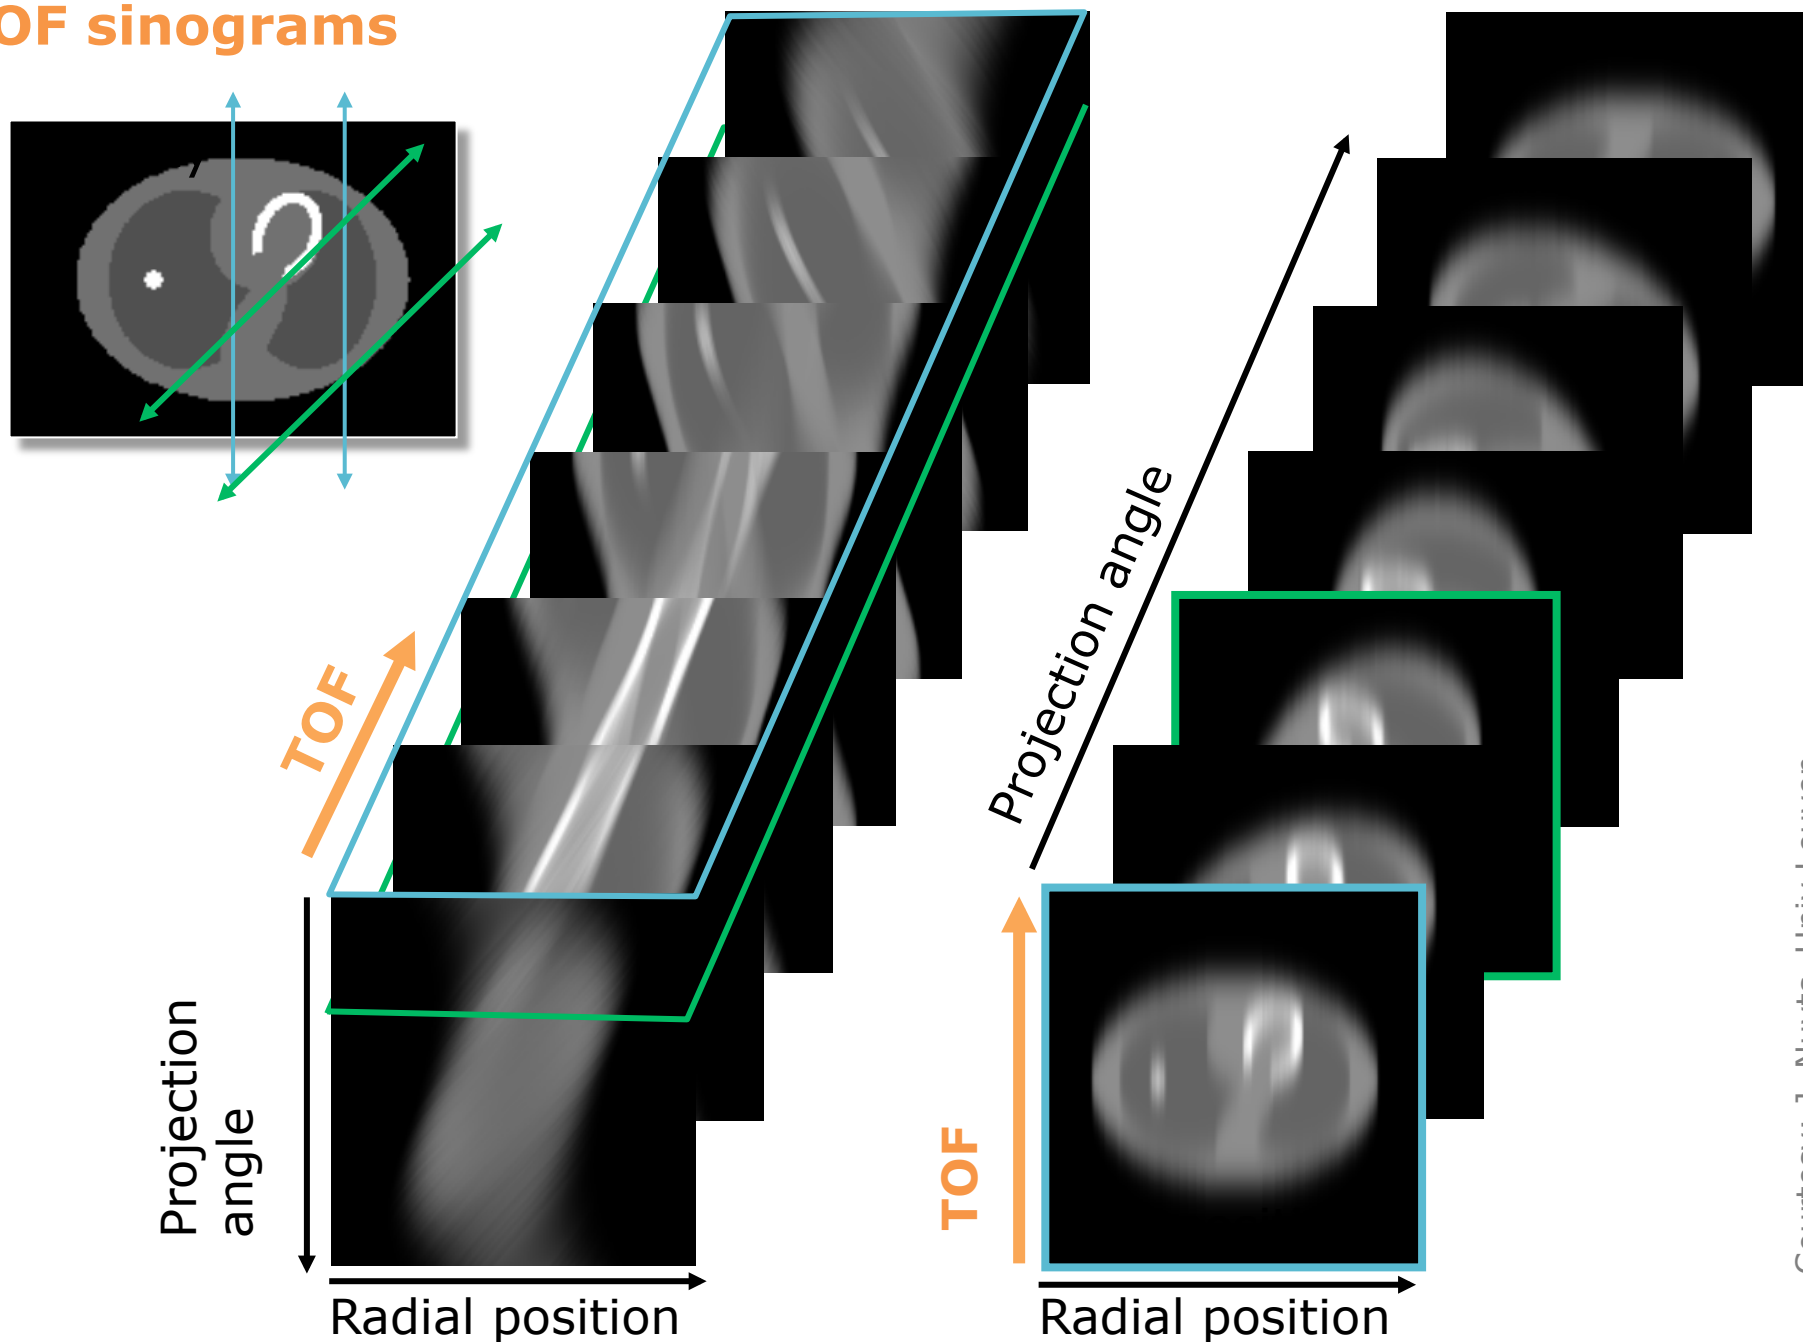 OF sinograms
TOF
Projection
angle
Radial position
Projection angle
TOF
Radial position